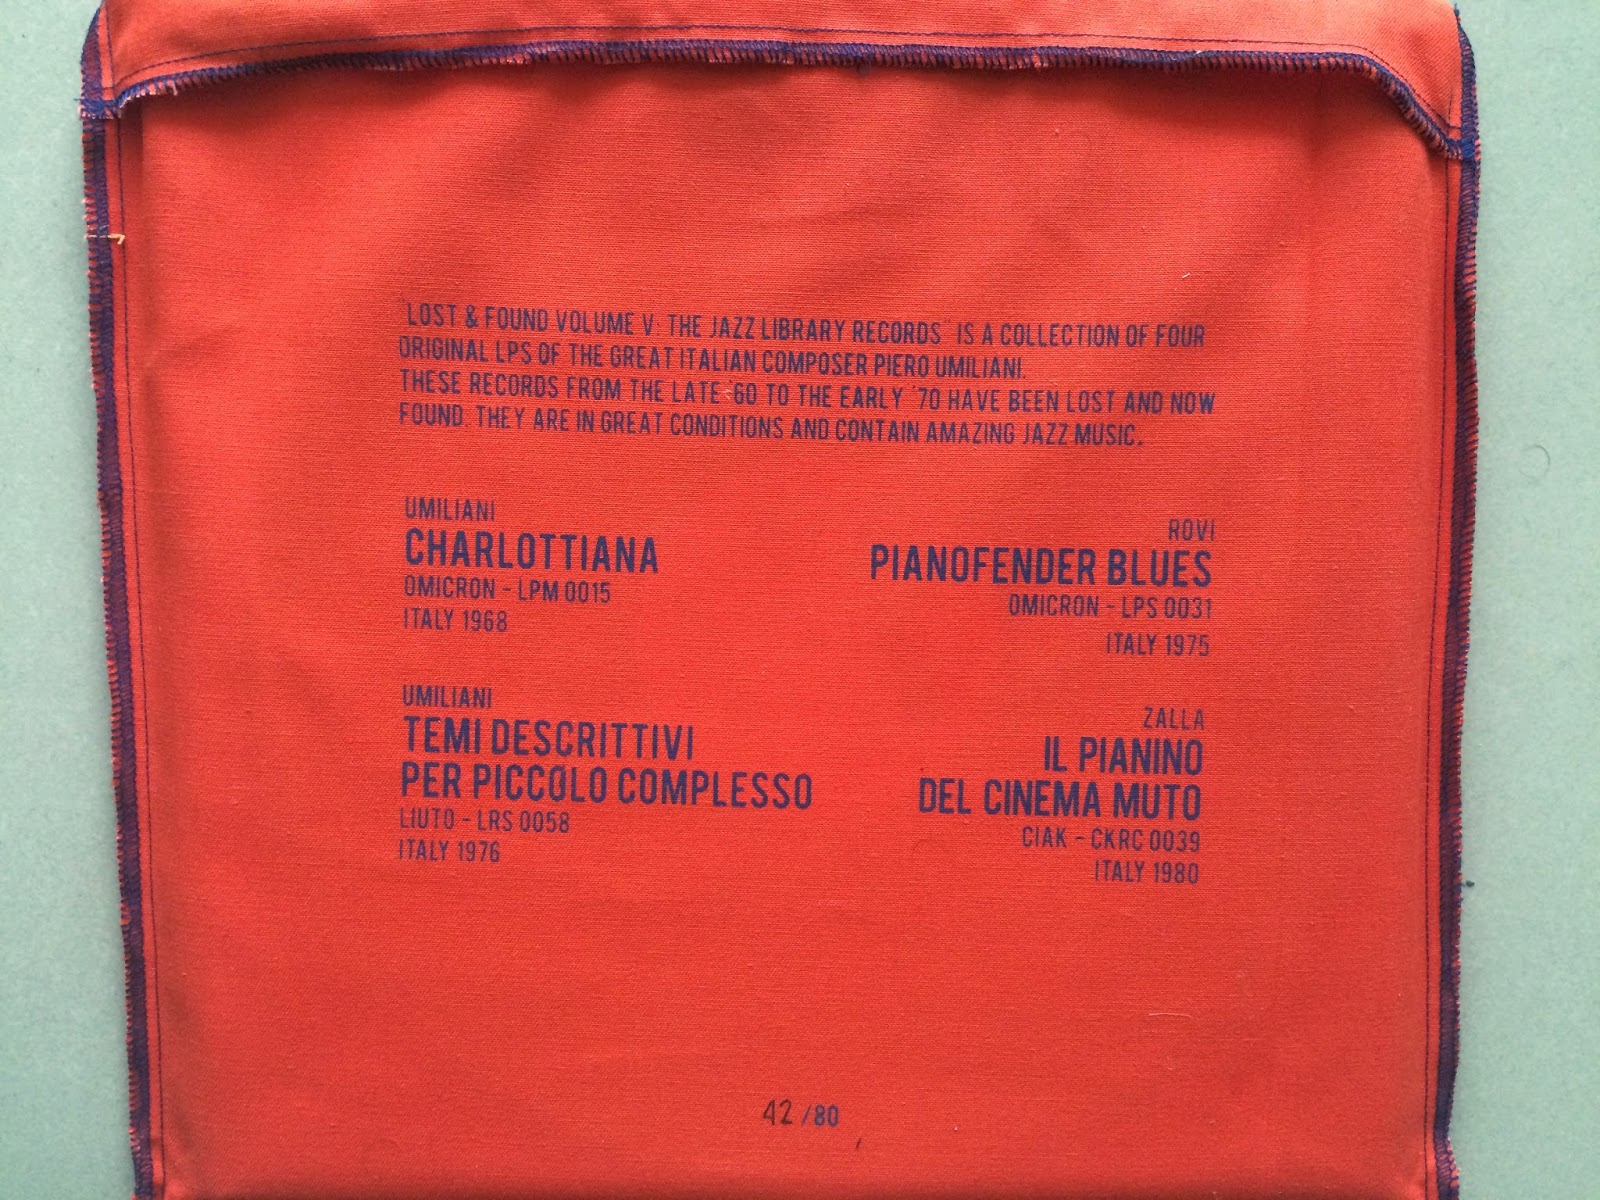 "LOST & FOUND VOLUME V: THE JAZZ LIBRARY RECORDS" IS A COLLECTION OF FOUR
ORIGINAL LPS OF THE GREAT ITALIAN COMPOSER PIERO UMILIANI.
THESE RECORDS FROM THE LATE '60 TO THE EARLY '70 HAVE BEEN LOST AND NOW
FOUND. THEY ARE IN GREAT CONDITIONS AND CONTAIN AMAZING JAZZ MUSIC.
UMILIANI
CHARLOTTIANA
OMICRON - LPM 0015
ITALY 1968
ROVI
PIANOFENDER BLUES
OMICRON - LPS 0031
ITALY 1975
UMILIANI
TEMI DESCRITTIVI
PER PICCOLO COMPLESSO
LIUTO - LRS 0058
ITALY 1976
ZALLA
IL PIANINO
DEL CINEMA MUTO
CIAK - CKRC 0039
ITALY 1980
42 /80